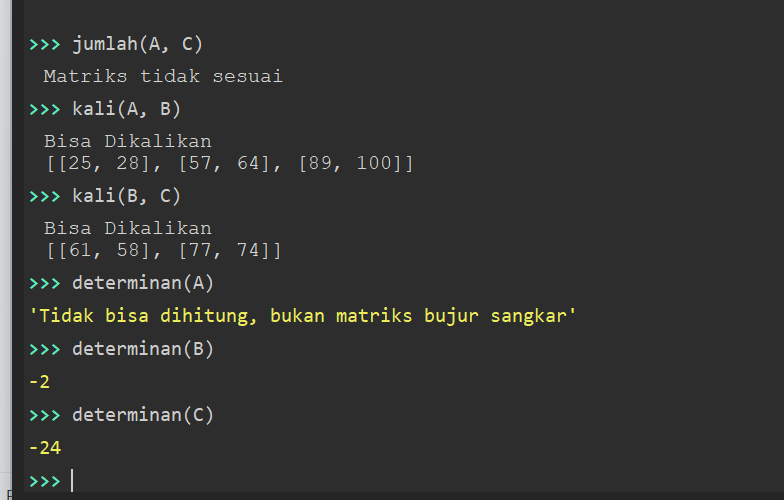 >>> jumlah(A, C)
Matriks tidak sesuai
>>> kali(A, B)
Bisa Dikalikan
[[25, 28], [57, 64], [89, 100]]
>>> kali(B, C)
Bisa Dikalikan
[[61, 58], [77, 74]]
>>> determinan(A)
'Tidak bisa dihitung, bukan matriks bujur sangkar'
>>> determinan(B)
-2
>>> determinan(C)
-24
>>>